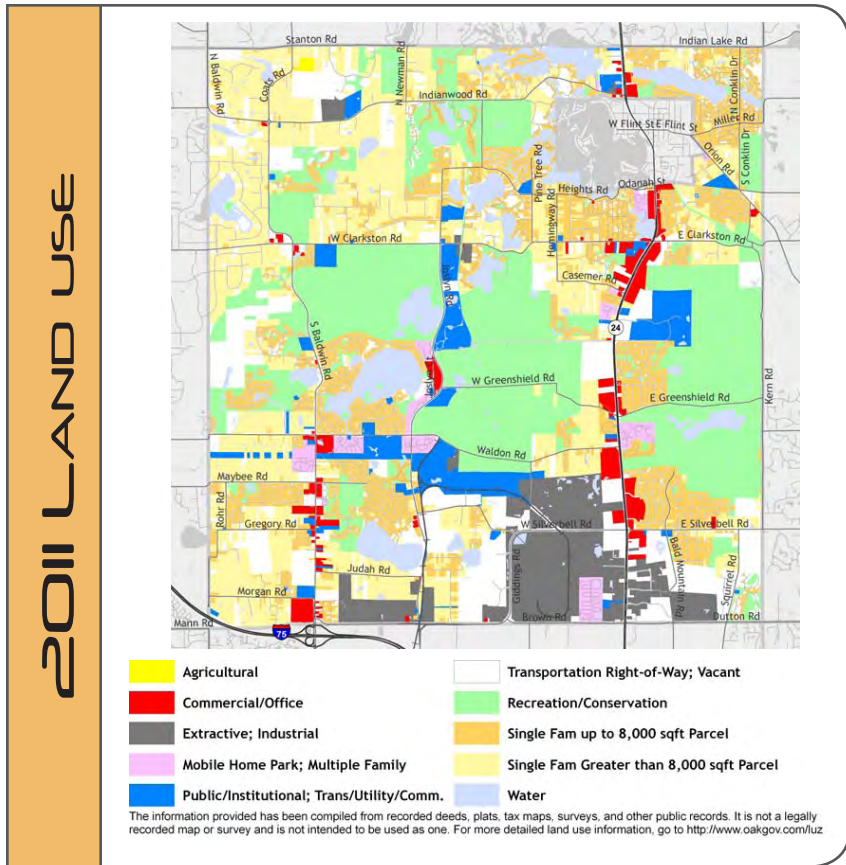 2011 LAND USE
Stanton Rd
Indian Lake Rd
N Baldwin Rd
Coats Rd
N Newman Rd
N Conklin Dr
Indianwood Rd
W Flint St
E Flint St
Miller Rd
Orion Rd
S Conklin Dr
Pine Tree Rd
Heights Rd
Odanah St
Hemingway Rd
W Clarkston Rd
E Clarkston Rd
Joslyn Rd
Casemer Rd
S Baldwin Rd
24
Joslyn Ct
W Greenshield Rd
E Greenshield Rd
Kern Rd
Waldon Rd
Maybee Rd
Rohr Rd
Gregory Rd
W Silverbell Rd
E Silverbell Rd
Judah Rd
Giddings Rd
Bald Mountain Rd
Squirrel Rd
Morgan Rd
Mann Rd
Brown Rd
Dutton Rd
75
Agricultural
Commercial/Office
Extractive; Industrial
Mobile Home Park; Multiple Family
Public/Institutional; Trans/Utility/Comm.
Transportation Right-of-Way; Vacant
Recreation/Conservation
Single Fam up to 8,000 sqft Parcel
Single Fam Greater than 8,000 sqft Parcel
Water
The information provided has been compiled from recorded deeds, plats, tax maps, surveys, and other public records. It is not a legally
recorded map or survey and is not intended to be used as one. For more detailed land use information, go to http://www.oakgov.com/luz